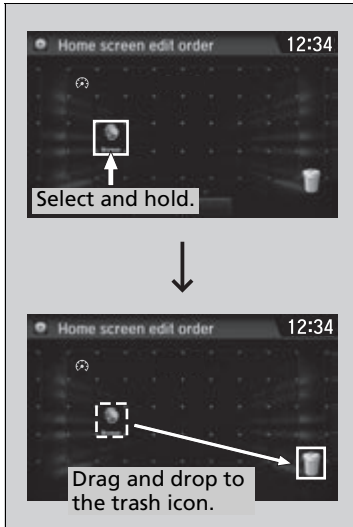 Home screen edit order 12:34
Select and hold.
Home screen edit order 12:34
Drag and drop to
the trash icon.